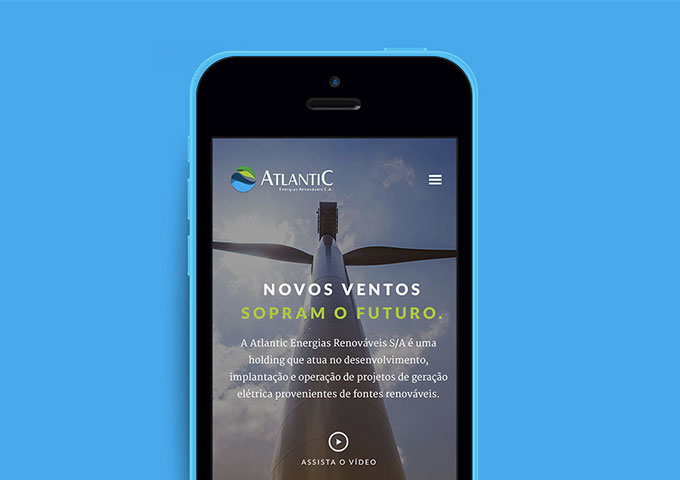 ATLANTIC
Energias Renováveis S.A.
NOVOS VENTOS
SOPRAM O FUTURO.
A Atlantic Energias Renováveis S/A é uma
holding que atua no desenvolvimento,
implantação e operação de projetos de geração
elétrica provenientes de fontes renováveis.
ASSISTA O VÍDEO